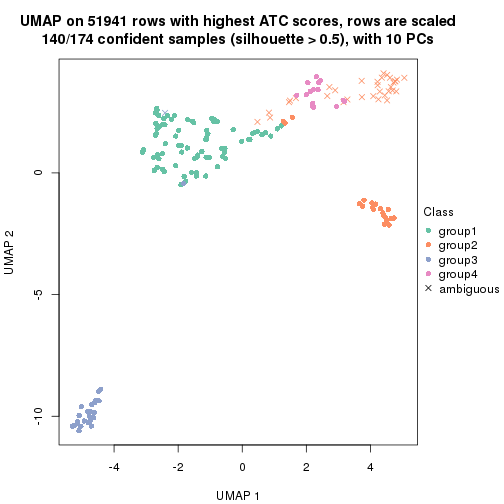 UMAP on 51941 rows with highest ATC scores, rows are scaled
140/174 confident samples (silhouette > 0.5), with 10 PCs
UMAP 2
0
-5
-10
-4
-2
0
2
4
UMAP 1
Class
group1
group2
group3
group4
ambiguous